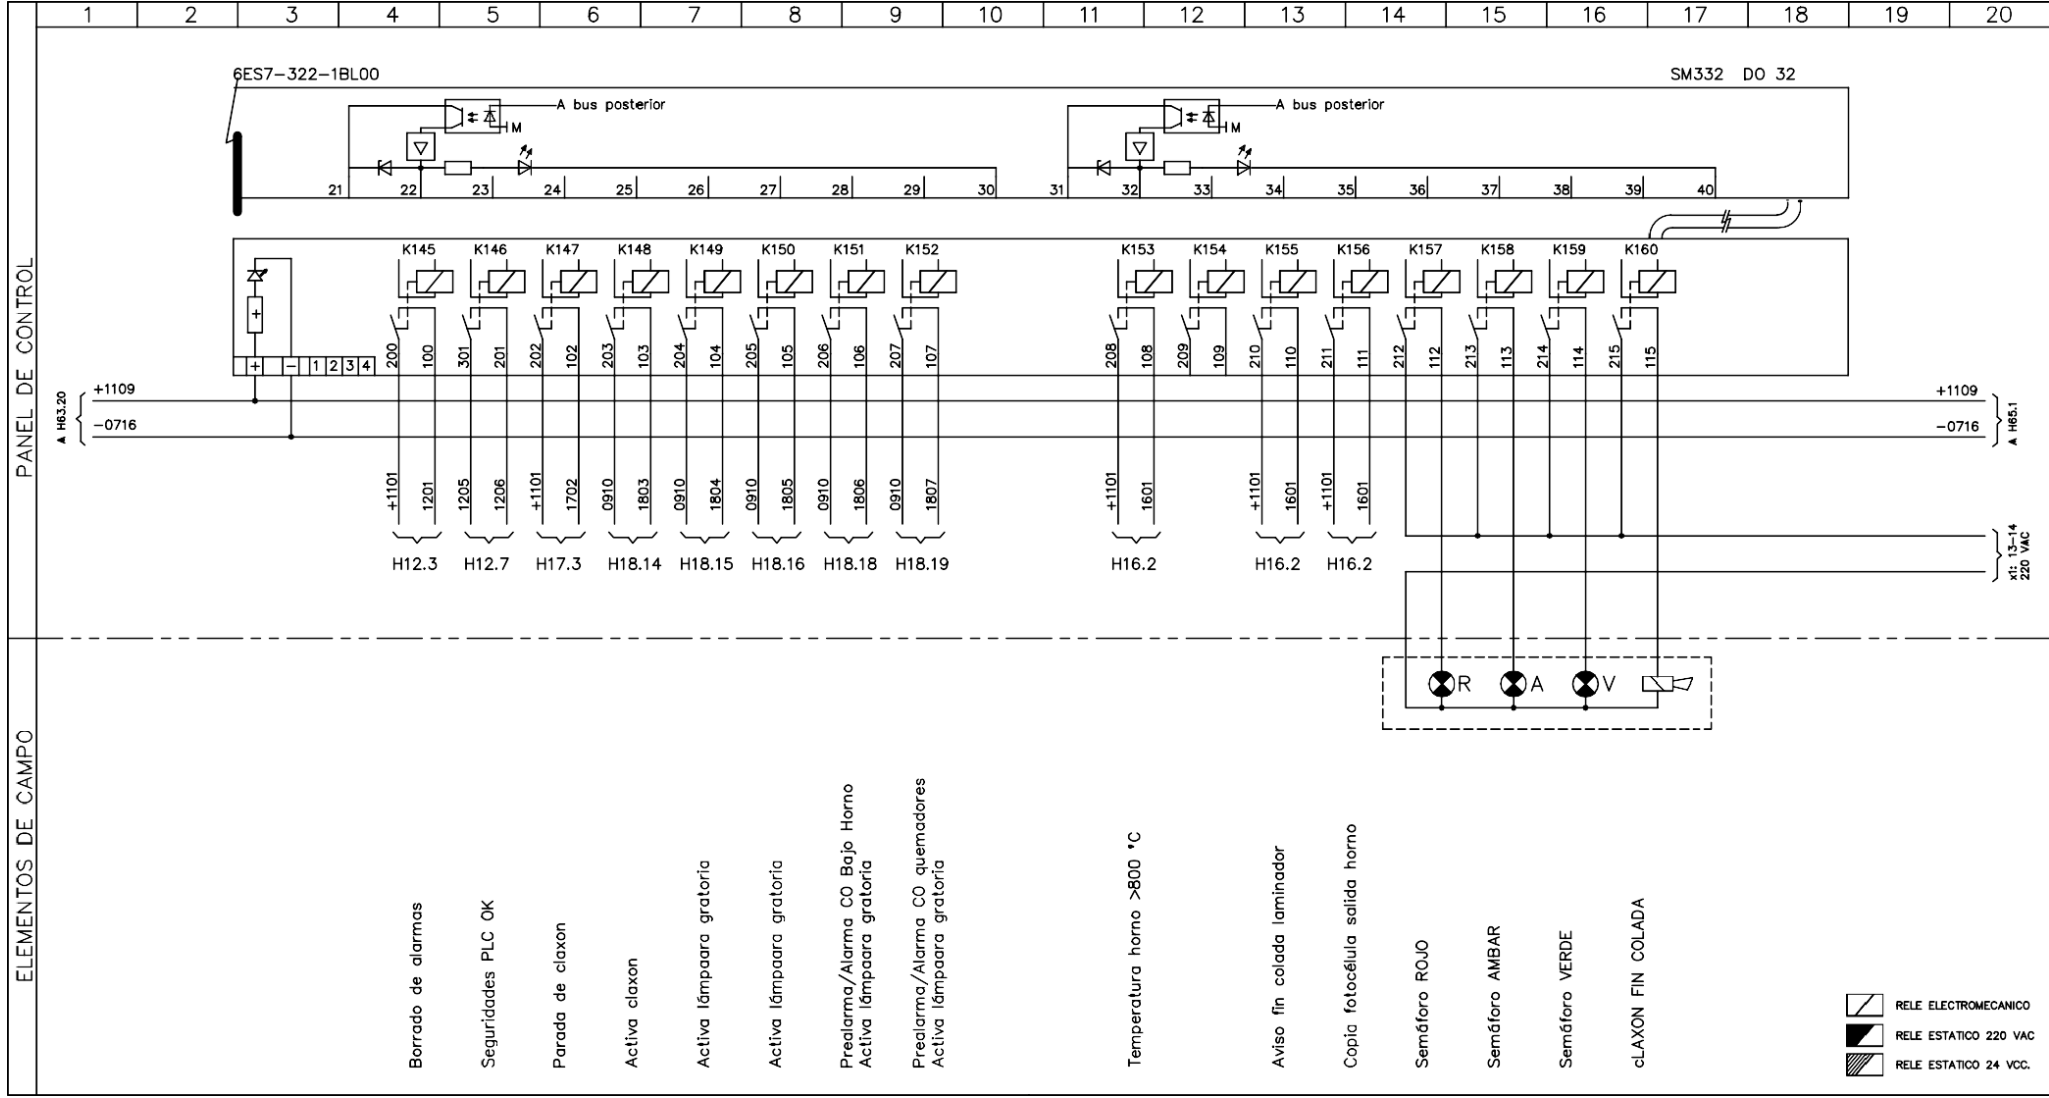 1 2 3 4 5 6 7 8 9 10 11 12 13 14 15 16 17 18 19 20
6ES7-322-1BL00
SM332 DO 32
A bus posterior
M
A bus posterior
M
21 22 23 24 25 26 27 28 29 30 31 32 33 34 35 36 37 38 39 40
PANEL DE CONTROL
K145 K146 K147 K148 K149 K150 K151 K152 K153 K154 K155 K156 K157 K158 K159 K160
+
200 100 301 201 202 102 203 103 204 104 205 105 206 106 207 107 208 108 209 109 210 110 211 111 212 112 213 113 214 114 215 115
+ - 1 2 3 4
A H63.20
+1109
-0716
+1109
-0716
A H65.1
+1101 1201 1205 1206 +1101 1702 0910 1803 0910 1804 0910 1805 0910 1806 0910 1807 +1101 1601 +1101 1601 +1101 1601
H12.3 H12.7 H17.3 H18.14 H18.15 H18.16 H18.18 H18.19 H16.2 H16.2 H16.2
x1: 13-14
220 VAC
ELEMENTOS DE CAMPO
R A V
Borrado de alarmas
Seguridades PLC OK
Parada de claxon
Activa claxon
Activa lámpaara gratoria
Activa lámpaara gratoria
Prealarma/Alarma CO Bajo Horno
Activa lámpaara gratoria
Prealarma/Alarma CO quemadores
Activa lámpaara gratoria
Temperatura horno >800 °C
Aviso fin colada laminador
Copia fotocélula salida horno
Semáforo ROJO
Semáforo AMBAR
Semáforo VERDE
cLAXON FIN COLADA
RELE ELECTROMECANICO
RELE ESTATICO 220 VAC
RELE ESTATICO 24 VCC.